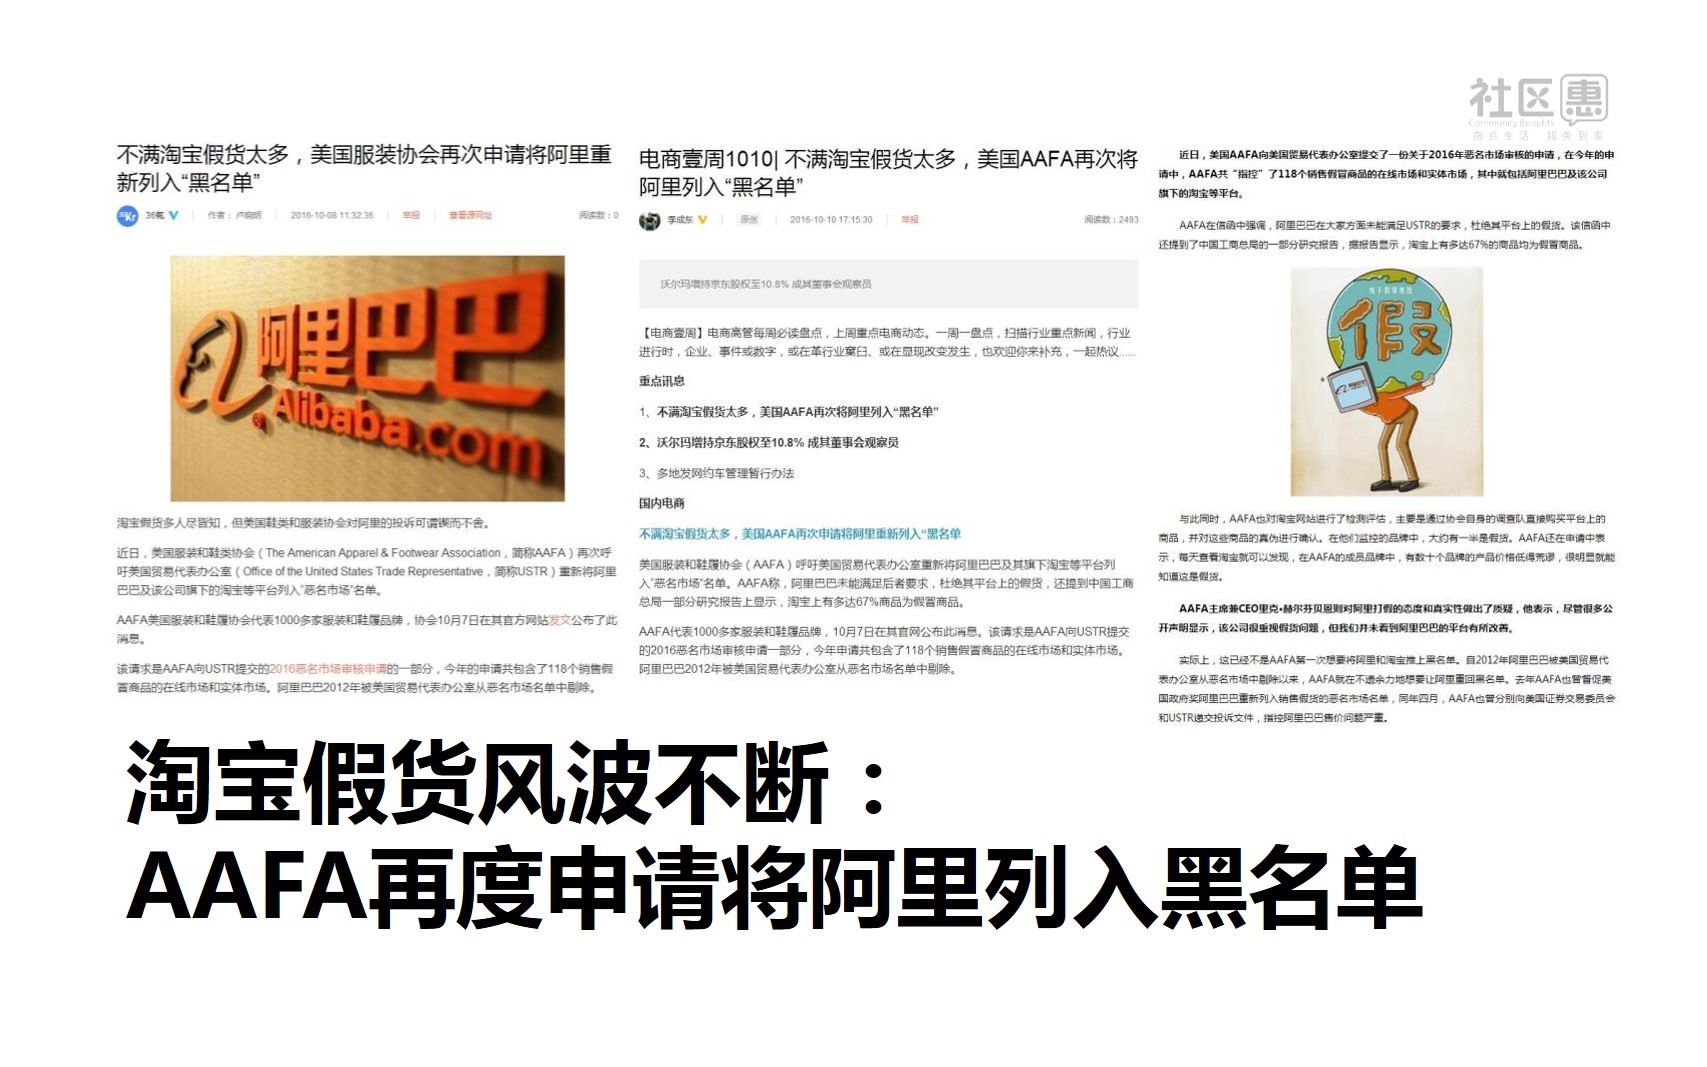 社区惠
Community Benefits
指点生活 服务到家
不满淘宝假货太多，美国服装协会再次申请将阿里重
新列入“黑名单”
36氪
作者：卢晓明
2016-10-08 11:32:36
举报
查看源网址
阅读数：0
阿里巴巴
Alibaba.com
淘宝假货多人尽皆知，但美国鞋类和服装协会对阿里的投诉可谓锲而不舍。
近日，美国服装和鞋类协会（The American Apparel & Footwear Association，简称AAFA）再次呼
吁美国贸易代表办公室（Office of the United States Trade Representative，简称USTR）重新将阿里
巴巴及该公司旗下的淘宝等平台列入“恶名市场”名单。
AAFA美国服装和鞋履协会代表1000多家服装和鞋履品牌，协会10月7日在其官方网站发文公布了此
消息。
该请求是AAFA向USTR提交的2016恶名市场审核申请的一部分，今年的申请共包含了118个销售假
冒商品的在线市场和实体市场。阿里巴巴2012年被美国贸易代表办公室从恶名市场名单中剔除。
电商壹周1010| 不满淘宝假货太多，美国AAFA再次将
阿里列入“黑名单”
李成东
原创
2016-10-10 17:15:30
举报
阅读数：2493
沃尔玛增持京东股权至10.8% 成其董事会观察员
【电商壹周】电商高管每周必读盘点，上周重点电商动态。一周一盘点，扫描行业重点新闻，行业
进行时，企业、事件或数字，或在革行业窠臼、或在显现改变发生，也欢迎你来补充，一起热议......
重点讯息
1、不满淘宝假货太多，美国AAFA再次将阿里列入“黑名单”
2、沃尔玛增持京东股权至10.8% 成其董事会观察员
3、多地发网约车管理暂行办法
国内电商
不满淘宝假货太多，美国AAFA再次申请将阿里重新列入“黑名单
美国服装和鞋履协会（AAFA）呼吁美国贸易代表办公室重新将阿里巴巴及其旗下淘宝等平台列
入“恶名市场”名单。AAFA称，阿里巴巴未能满足后者要求，杜绝其平台上的假货，还提到中国工商
总局一部分研究报告上显示，淘宝上有多达67%商品为假冒商品。
AAFA代表1000多家服装和鞋履品牌，10月7日在其官网公布此消息。该请求是AAFA向USTR提交
的2016恶名市场审核申请一部分，今年申请共包含了118个销售假冒商品的在线市场和实体市场。
阿里巴巴2012年被美国贸易代表办公室从恶名市场名单中剔除。
近日，美国AAFA向美国贸易代表办公室提交了一份关于2016年恶名市场审核的申请，在今年的申
请中，AAFA共“指控”了118个销售假冒商品的在线市场和实体市场，其中就包括阿里巴巴及该公司
旗下的淘宝等平台。
AAFA在信函中强调，阿里巴巴在大家方面未能满足USTR的要求，杜绝其平台上的假货。该信函中
还提到了中国工商总局的一部分研究报告，据报告显示，淘宝上有多达67%的商品均为假冒商品。
假
与此同时，AAFA也对淘宝网站进行了检测评估，主要是通过协会自身的调查队直接购买平台上的
商品，并对这些商品的真伪进行确认。在他们监控的品牌中，大约有一半是假货。AAFA还在申请中表
示，每天查看淘宝就可以发现，在AAFA的成员品牌中，有数十个品牌的产品价格低得荒谬，很明显就能
知道这是假货。
AAFA主席兼CEO里克•赫尔芬贝恩则对阿里打假的态度和真实性做出了质疑，他表示，尽管很多公
开声明显示，该公司很重视假货问题，但我们并未看到阿里巴巴的平台有所改善。
实际上，这已经不是AAFA第一次想要将阿里和淘宝推上黑名单。自2012年阿里巴巴被美国贸易代
表办公室从恶名市场中剔除以来，AAFA就在不遗余力地想要让阿里重回黑名单。去年AAFA也曾督促美
国政府奖阿里巴巴重新列入销售假货的恶名市场名单，同年四月，AAFA也曾分别向美国证券交易委员会
和USTR递交投诉文件，指控阿里巴巴售价问题严重。
淘宝假货风波不断：
AAFA再度申请将阿里列入黑名单